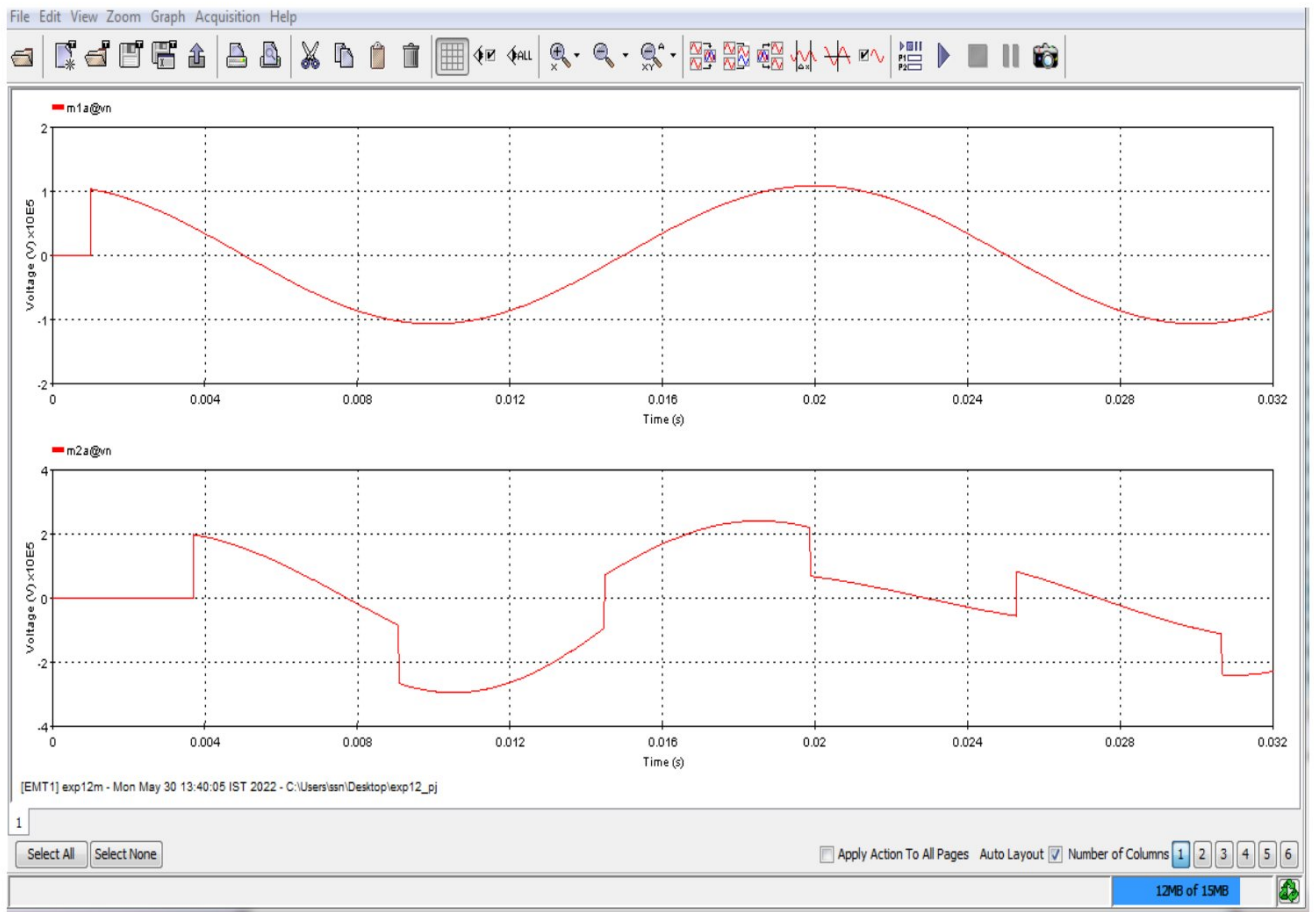 File Edit View Zoom Graph Acquisition Help
ALL
X
XY
A
Δx
P1
P2
m1a@vn
Voltage (V) x10E5
2
1
0
-1
-2
0 0.004 0.008 0.012 0.016 0.02 0.024 0.028 0.032
Time (s)
m2a@vn
Voltage (V) x10E5
4
2
0
-2
-4
0 0.004 0.008 0.012 0.016 0.02 0.024 0.028 0.032
Time (s)
[EMT1] exp12m - Mon May 30 13:40:05 IST 2022 - C:\Users\ssn\Desktop\exp12_pj
1
Select All Select None Apply Action To All Pages Auto Layout Number of Columns 1 2 3 4 5 6
12MB of 15MB